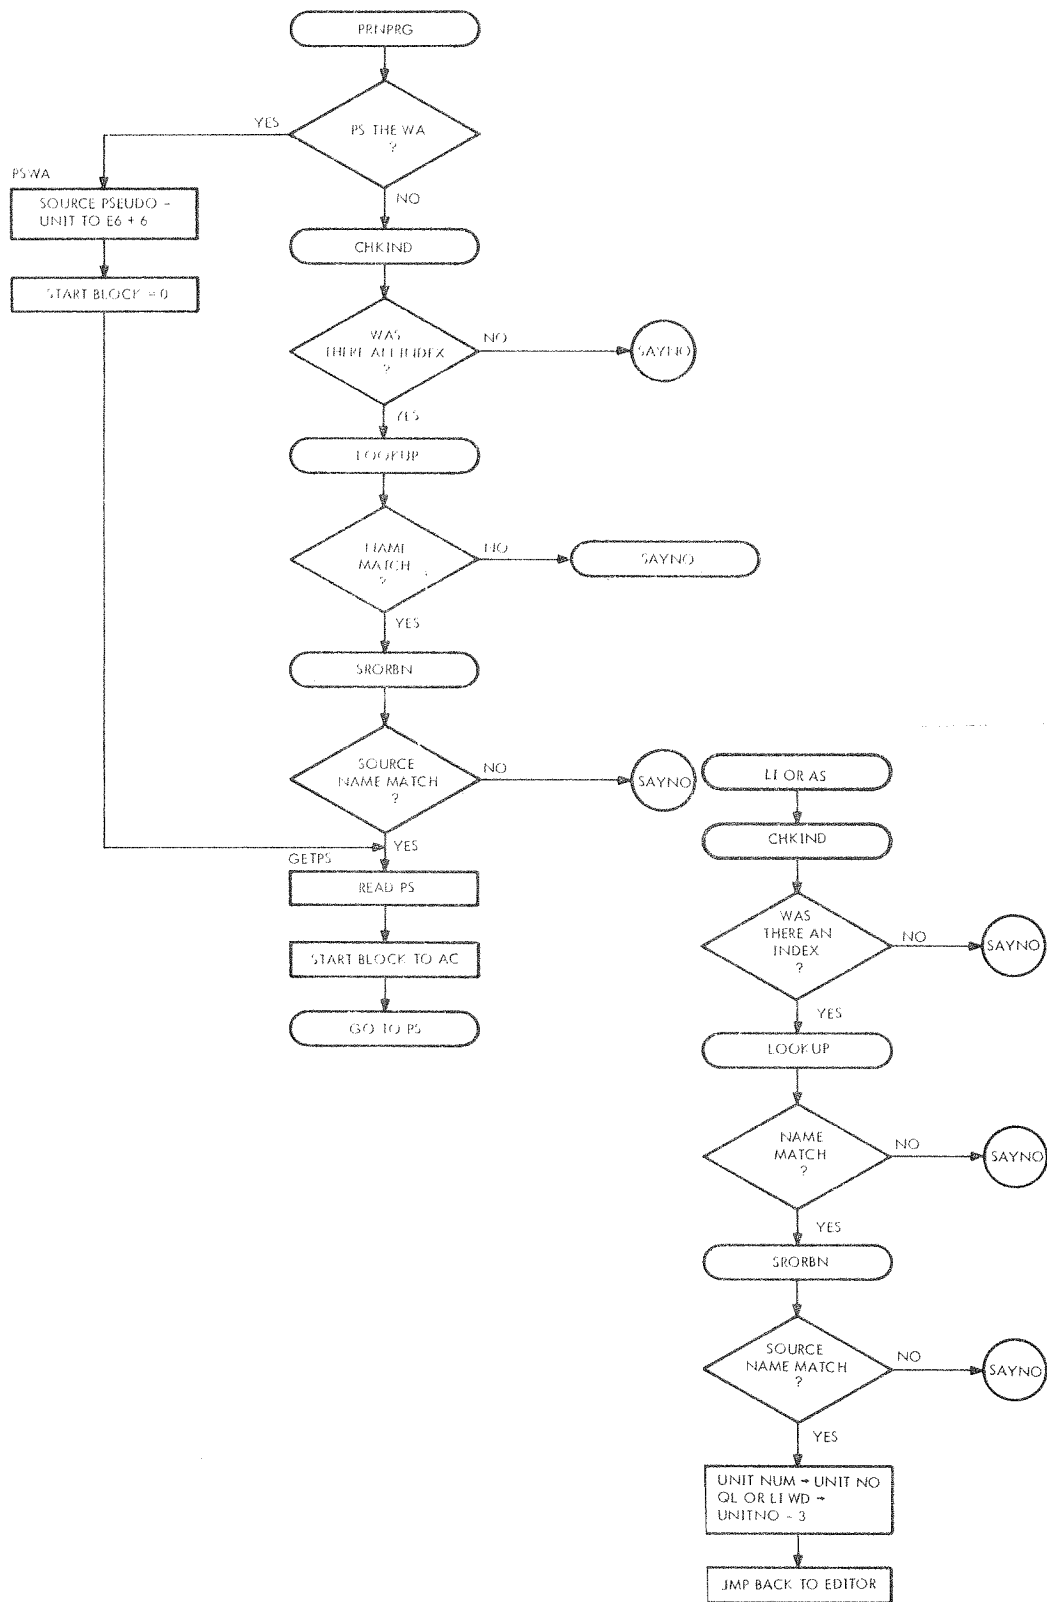 PRNPRG
PS THE WA
?
YES
NO
PSWA
SOURCE PSEUDO -
UNIT TO E6 + 6
START BLOCK = 0
CHKIND
WAS
THERE AN INDEX
?
NO
SAYNO
YES
LOOKUP
NAME
MATCH
?
NO
SAYNO
YES
SRORBN
SOURCE
NAME MATCH
?
NO
SAYNO
YES
GETPS
READ PS
START BLOCK TO AC
GO TO PS
LI OR AS
CHKIND
WAS
THERE AN
INDEX
?
NO
SAYNO
YES
LOOKUP
NAME
MATCH
?
NO
SAYNO
YES
SRORBN
SOURCE
NAME MATCH
?
NO
SAYNO
YES
UNIT NUM → UNIT NO
QL OR LI WD →
UNITNO - 3
JMP BACK TO EDITOR